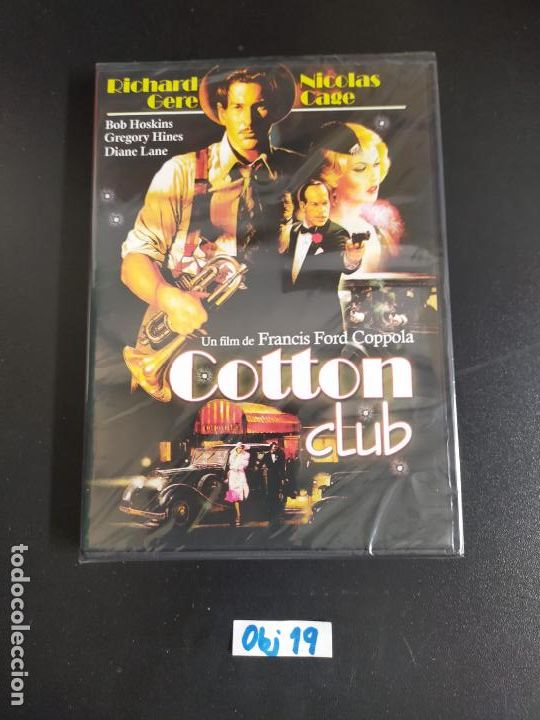 Richard Nicolas
Gere Cage
Bob Hoskins
Gregory Hines
Diane Lane
Un film de Francis Ford Coppola
Cotton
club
Obj 19
todocoleccion